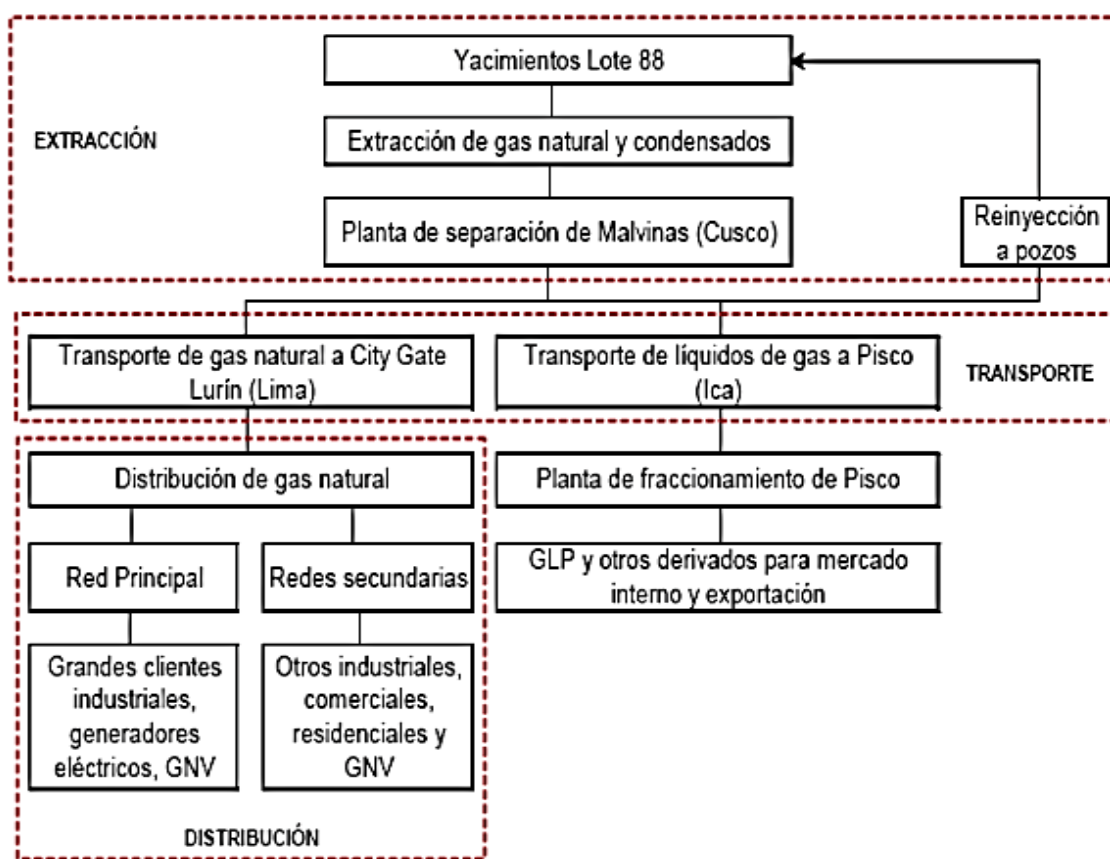 Yacimientos Lote 88
EXTRACCIÓN
Extracción de gas natural y condensados
Planta de separación de Malvinas (Cusco)
Reinyección
a pozos
Transporte de gas natural a City Gate
Lurín (Lima)
Transporte de líquidos de gas a Pisco
(Ica)
TRANSPORTE
Distribución de gas natural
Planta de fraccionamiento de Pisco
Red Principal
Redes secundarias
GLP y otros derivados para mercado
interno y exportación
Grandes clientes
industriales,
generadores
eléctricos, GNV
Otros industriales,
comerciales,
residenciales y
GNV
DISTRIBUCIÓN